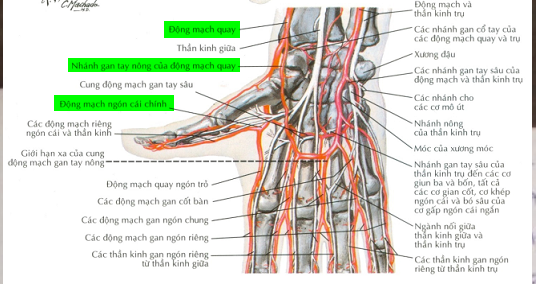 C. Machado
M.D.
Động mạch quay
Thần kinh giữa
Nhánh gan tay nông của động mạch quay
Cung động mạch gan tay sâu
Động mạch ngón cái chính
Các động mạch riêng
ngón cái và thần kinh
Giới hạn xa của cung
động mạch gan tay nông
Động mạch quay ngón trỏ
Các động mạch gan cốt bàn
Các động mạch gan ngón chung
Các động mạch gan ngón riêng
Các thần kinh gan ngón riêng
từ thần kinh giữa
Động mạch và
thần kinh trụ
Các nhánh gan cổ tay của
các động mạch quay và trụ
Xương đậu
Các nhánh gan tay sâu của
động mạch và thần kinh trụ
Các nhánh cho
các cơ mô út
Nhánh nông
của thần kinh trụ
Móc của xương móc
Nhánh gan tay sâu của
thần kinh trụ đến các cơ
giun ba và bốn, tất cả
các cơ gian cốt, cơ khép
ngón cái và bó sâu của
cơ gấp ngón cái ngắn
Ngành nối giữa
thần kinh giữa và
thần kinh trụ
Các thần kinh gan ngón
riêng từ thần kinh trụ